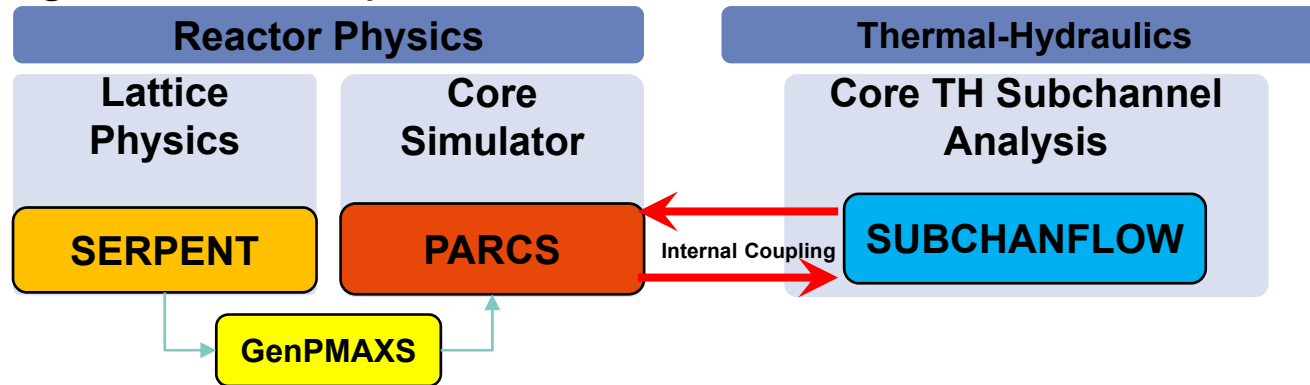 Reactor Physics
Thermal-Hydraulics
Lattice
Physics
Core
Simulator
Core TH Subchannel
Analysis
SERPENT
PARCS
Internal Coupling
SUBCHANFLOW
GenPMAXS